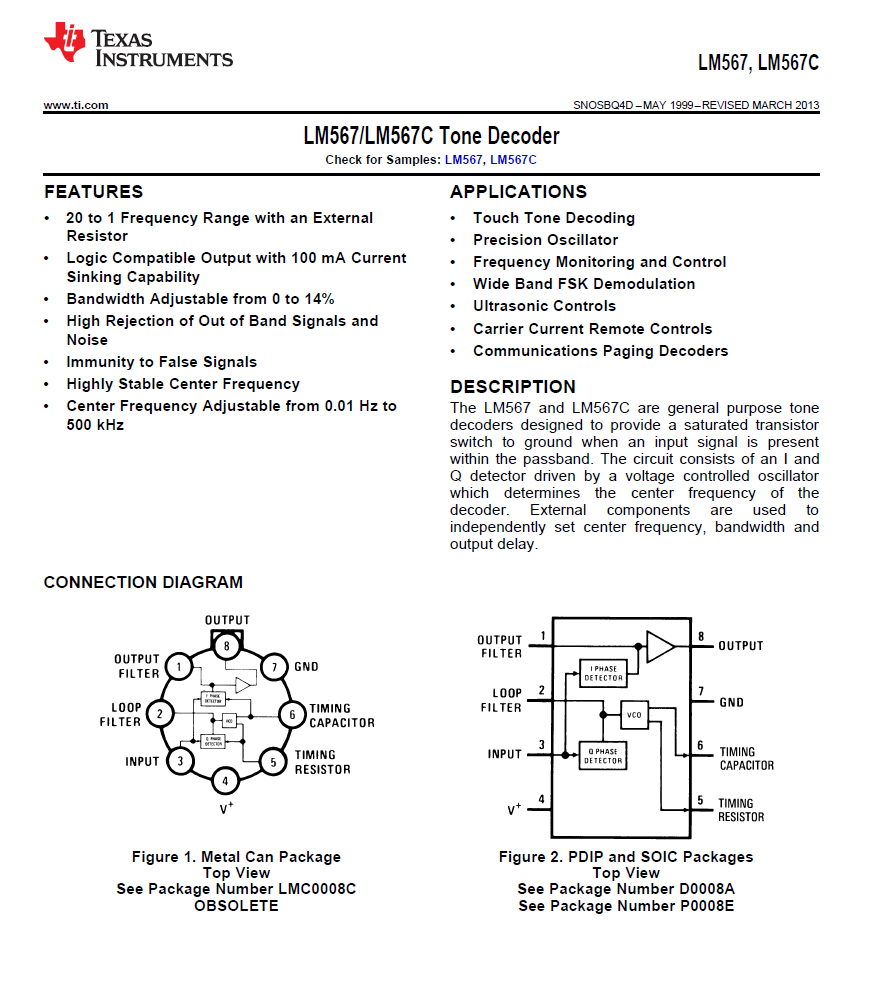 TEXAS
INSTRUMENTS
LM567, LM567C
www.ti.com
SNOSBQ4D – MAY 1999 – REVISED MARCH 2013
LM567/LM567C Tone Decoder
Check for Samples: LM567, LM567C
FEATURES
• 20 to 1 Frequency Range with an External
Resistor
• Logic Compatible Output with 100 mA Current
Sinking Capability
• Bandwidth Adjustable from 0 to 14%
• High Rejection of Out of Band Signals and
Noise
• Immunity to False Signals
• Highly Stable Center Frequency
• Center Frequency Adjustable from 0.01 Hz to
500 kHz
APPLICATIONS
• Touch Tone Decoding
• Precision Oscillator
• Frequency Monitoring and Control
• Wide Band FSK Demodulation
• Ultrasonic Controls
• Carrier Current Remote Controls
• Communications Paging Decoders
DESCRIPTION
The LM567 and LM567C are general purpose tone
decoders designed to provide a saturated transistor
switch to ground when an input signal is present
within the passband. The circuit consists of an I and
Q detector driven by a voltage controlled oscillator
which determines the center frequency of the
decoder. External components are used to
independently set center frequency, bandwidth and
output delay.
CONNECTION DIAGRAM
OUTPUT
8
OUTPUT
FILTER
1
7
GND
I PHASE
DETECTOR
LOOP
FILTER
2
VCO
6
TIMING
CAPACITOR
Q PHASE
DETECTOR
INPUT
3
5
TIMING
RESISTOR
4
V+
Figure 1. Metal Can Package
Top View
See Package Number LMC0008C
OBSOLETE
OUTPUT
FILTER
1
8
OUTPUT
I PHASE
DETECTOR
LOOP
FILTER
2
7
GND
VCO
INPUT
3
Q PHASE
DETECTOR
6
TIMING
CAPACITOR
V+
4
5
TIMING
RESISTOR
Figure 2. PDIP and SOIC Packages
Top View
See Package Number D0008A
See Package Number P0008E